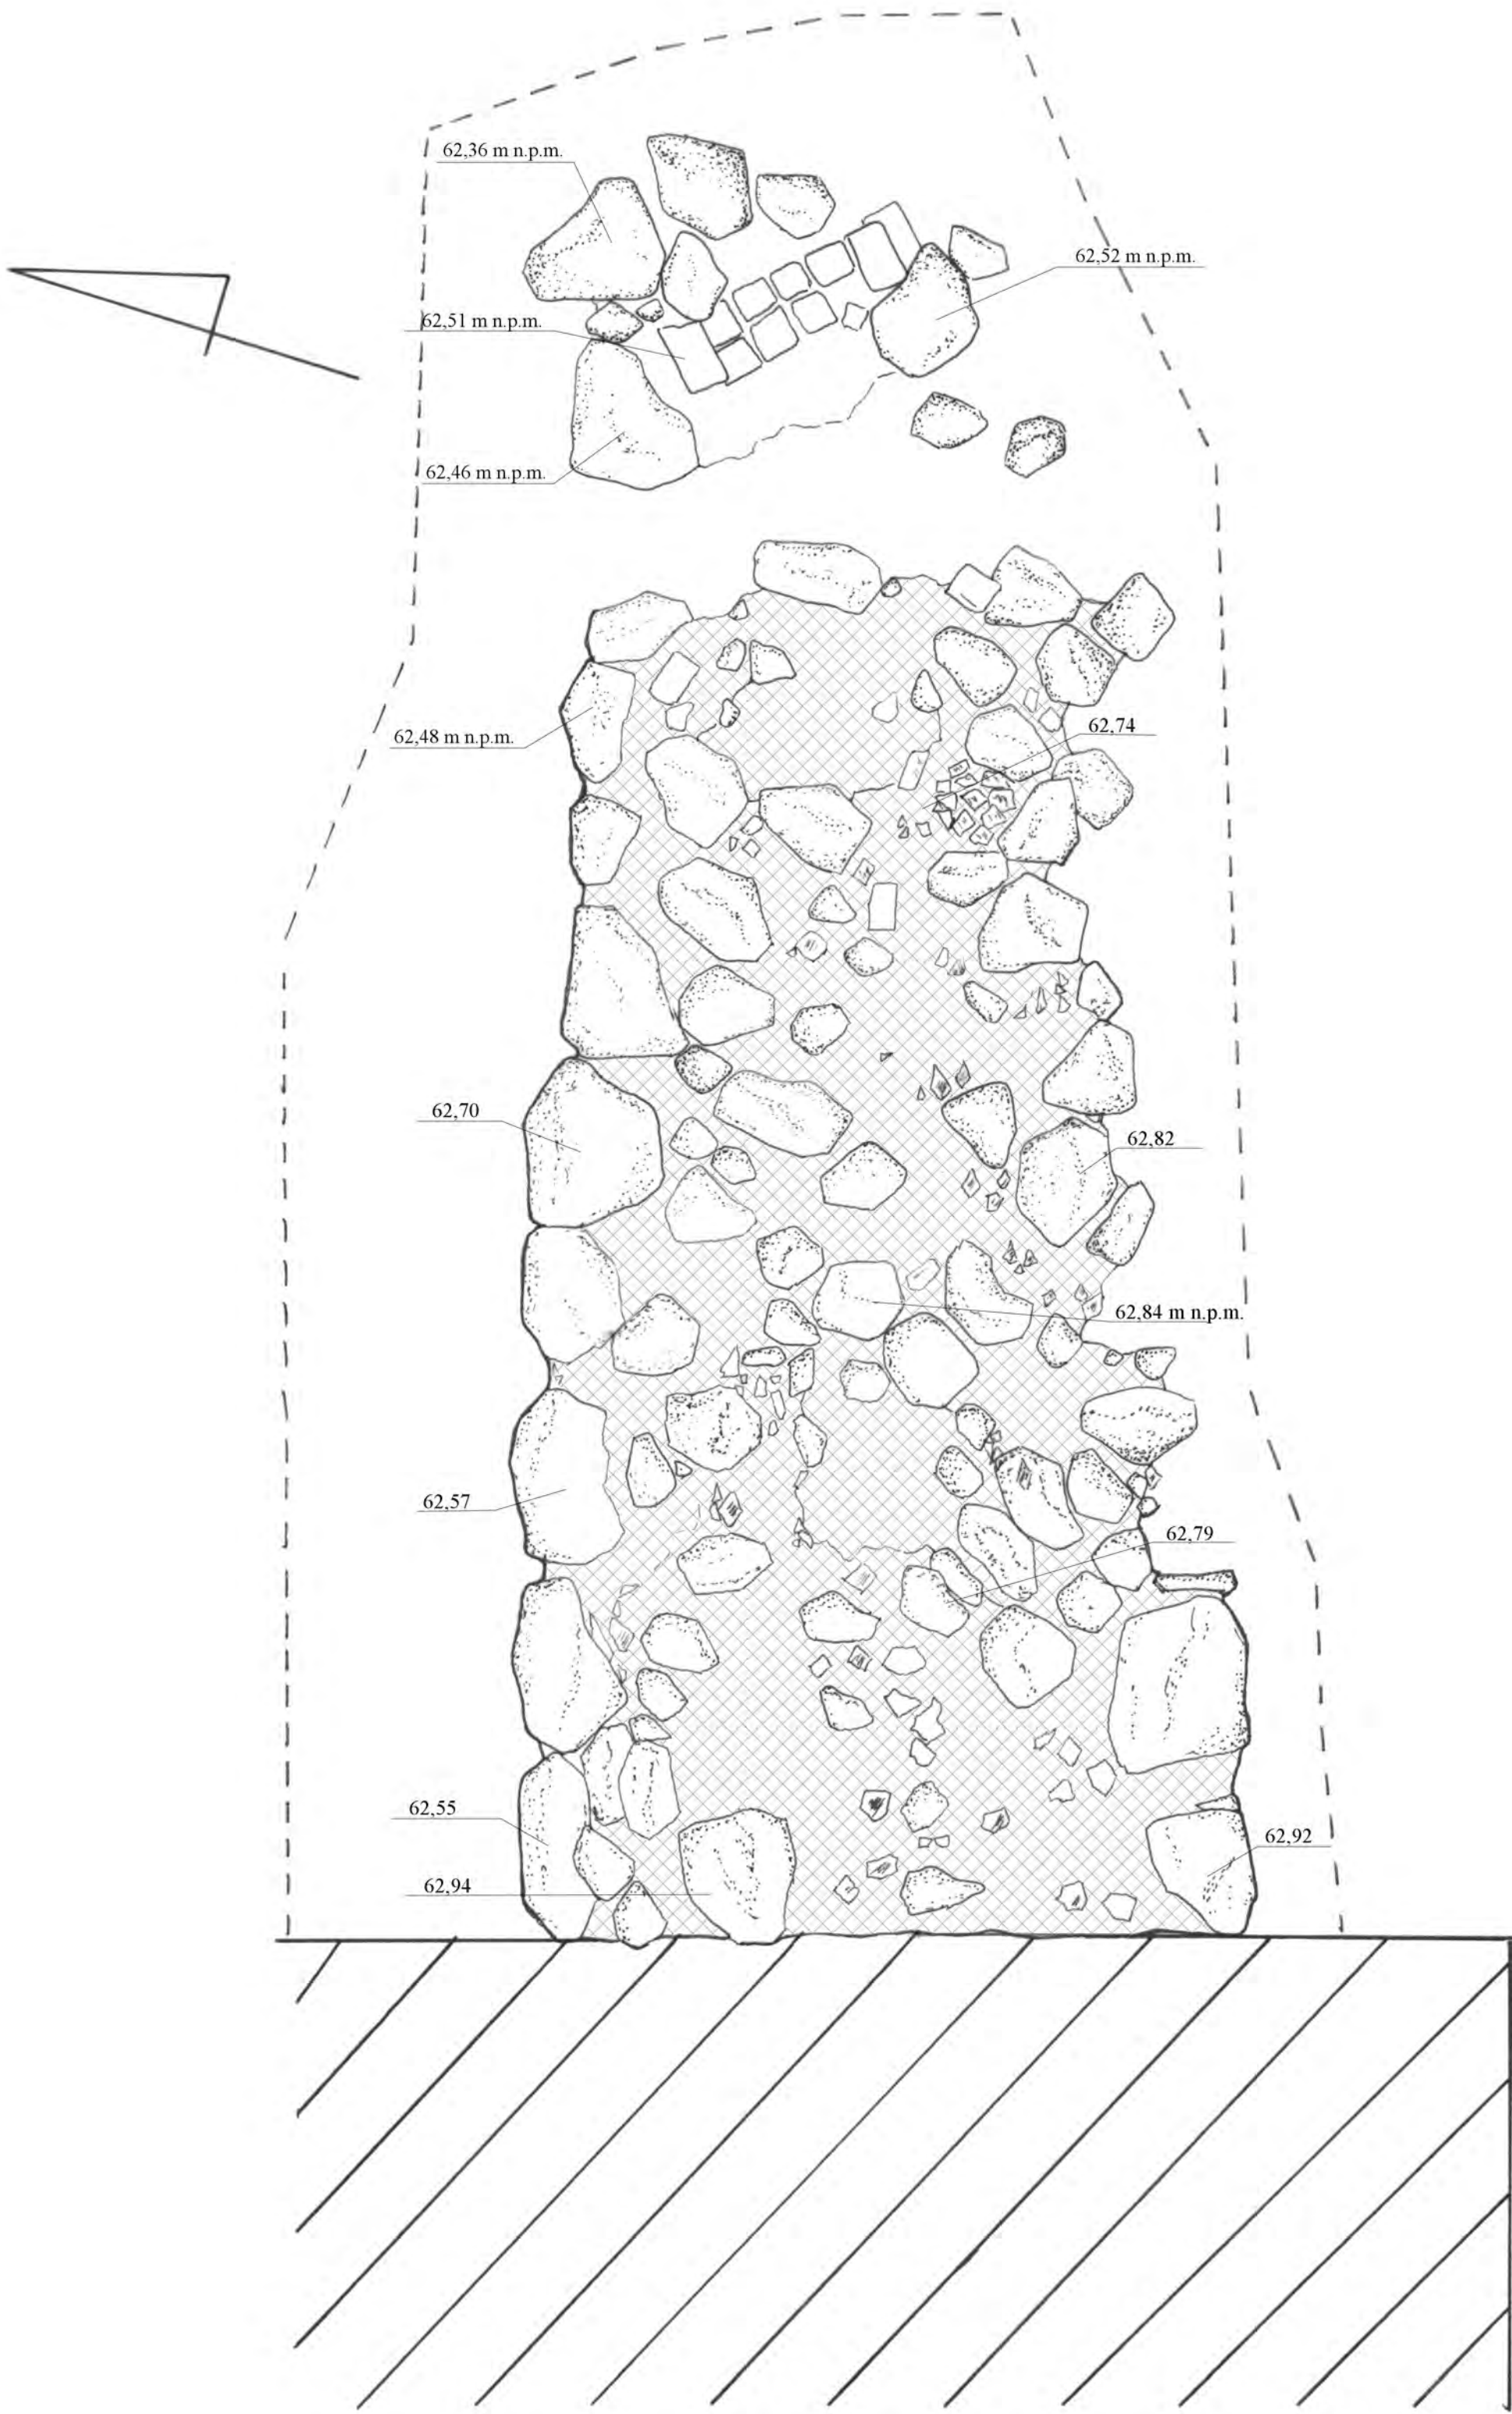 62,36 m n.p.m.
62,52 m n.p.m.
62,51 m n.p.m.
62,46 m n.p.m.
62,74
62,48 m n.p.m.
62,70
62,82
62,84 m n.p.m.
62,57
62,79
62,55
62,92
62,94